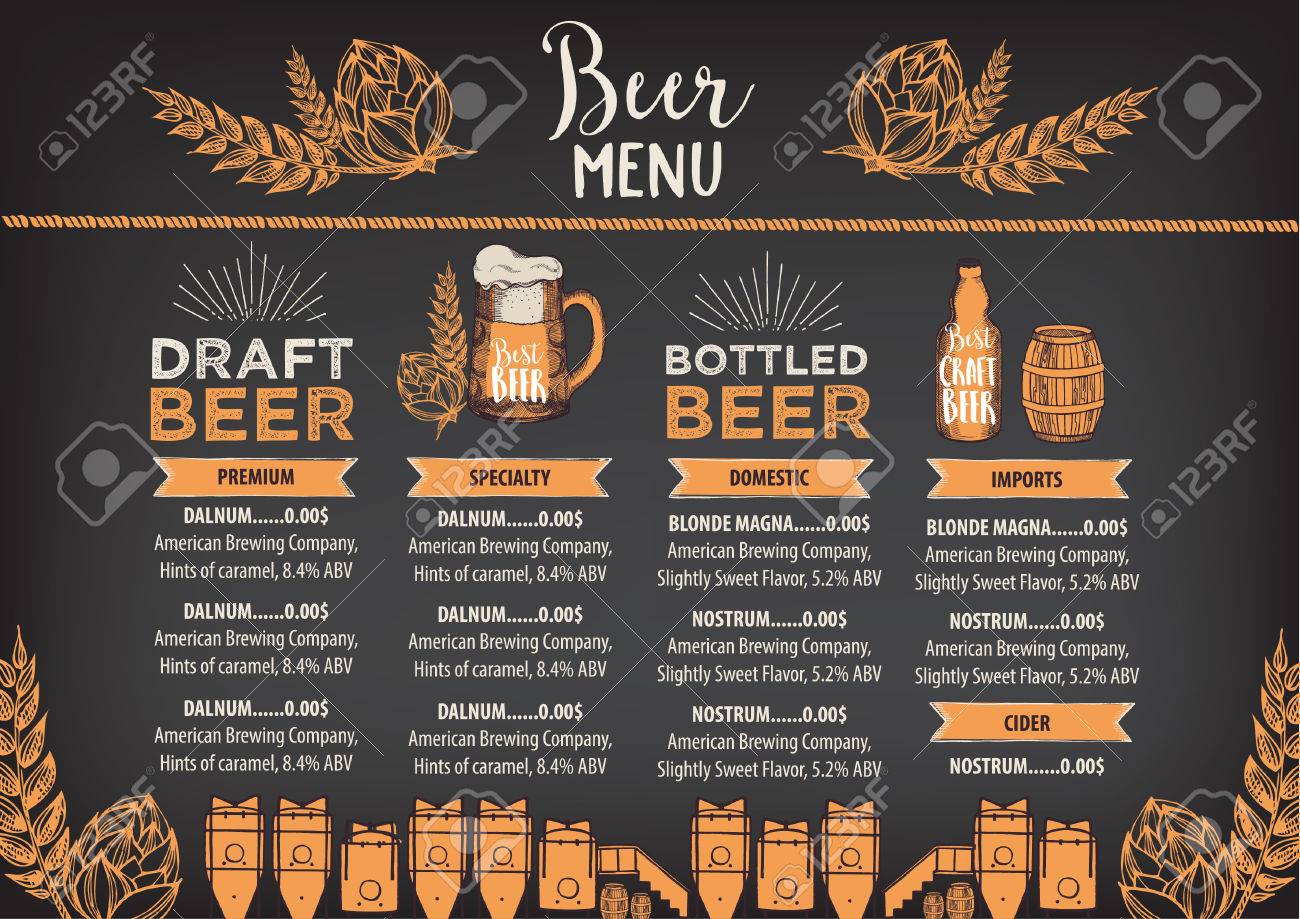 Beer
MENU
DRAFT
BEER
Best
BEER
PREMIUM
DALNUM......0.00$
American Brewing Company,
Hints of caramel, 8.4% ABV
DALNUM......0.00$
American Brewing Company,
Hints of caramel, 8.4% ABV
DALNUM......0.00$
American Brewing Company,
Hints of caramel, 8.4% ABV
SPECIALTY
DALNUM......0.00$
American Brewing Company,
Hints of caramel, 8.4% ABV
DALNUM......0.00$
American Brewing Company,
Hints of caramel, 8.4% ABV
DALNUM......0.00$
American Brewing Company,
Hints of caramel, 8.4% ABV
BOTTLED
BEER
Best
CRAFT
BEER
DOMESTIC
BLONDE MAGNA......0.00$
American Brewing Company,
Slightly Sweet Flavor, 5.2% ABV
NOSTRUM......0.00$
American Brewing Company,
Slightly Sweet Flavor, 5.2% ABV
NOSTRUM......0.00$
American Brewing Company,
Slightly Sweet Flavor, 5.2% ABV
IMPORTS
BLONDE MAGNA......0.00$
American Brewing Company,
Slightly Sweet Flavor, 5.2% ABV
NOSTRUM......0.00$
American Brewing Company,
Slightly Sweet Flavor, 5.2% ABV
CIDER
NOSTRUM......0.00$
123RF